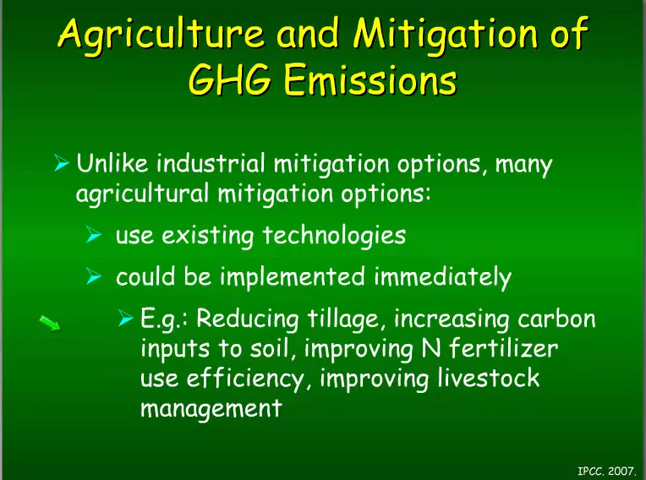 Agriculture and Mitigation of
GHG Emissions
Unlike industrial mitigation options, many
agricultural mitigation options:
use existing technologies
could be implemented immediately
E.g.: Reducing tillage, increasing carbon
inputs to soil, improving N fertilizer
use efficiency, improving livestock
management
IPCC. 2007.